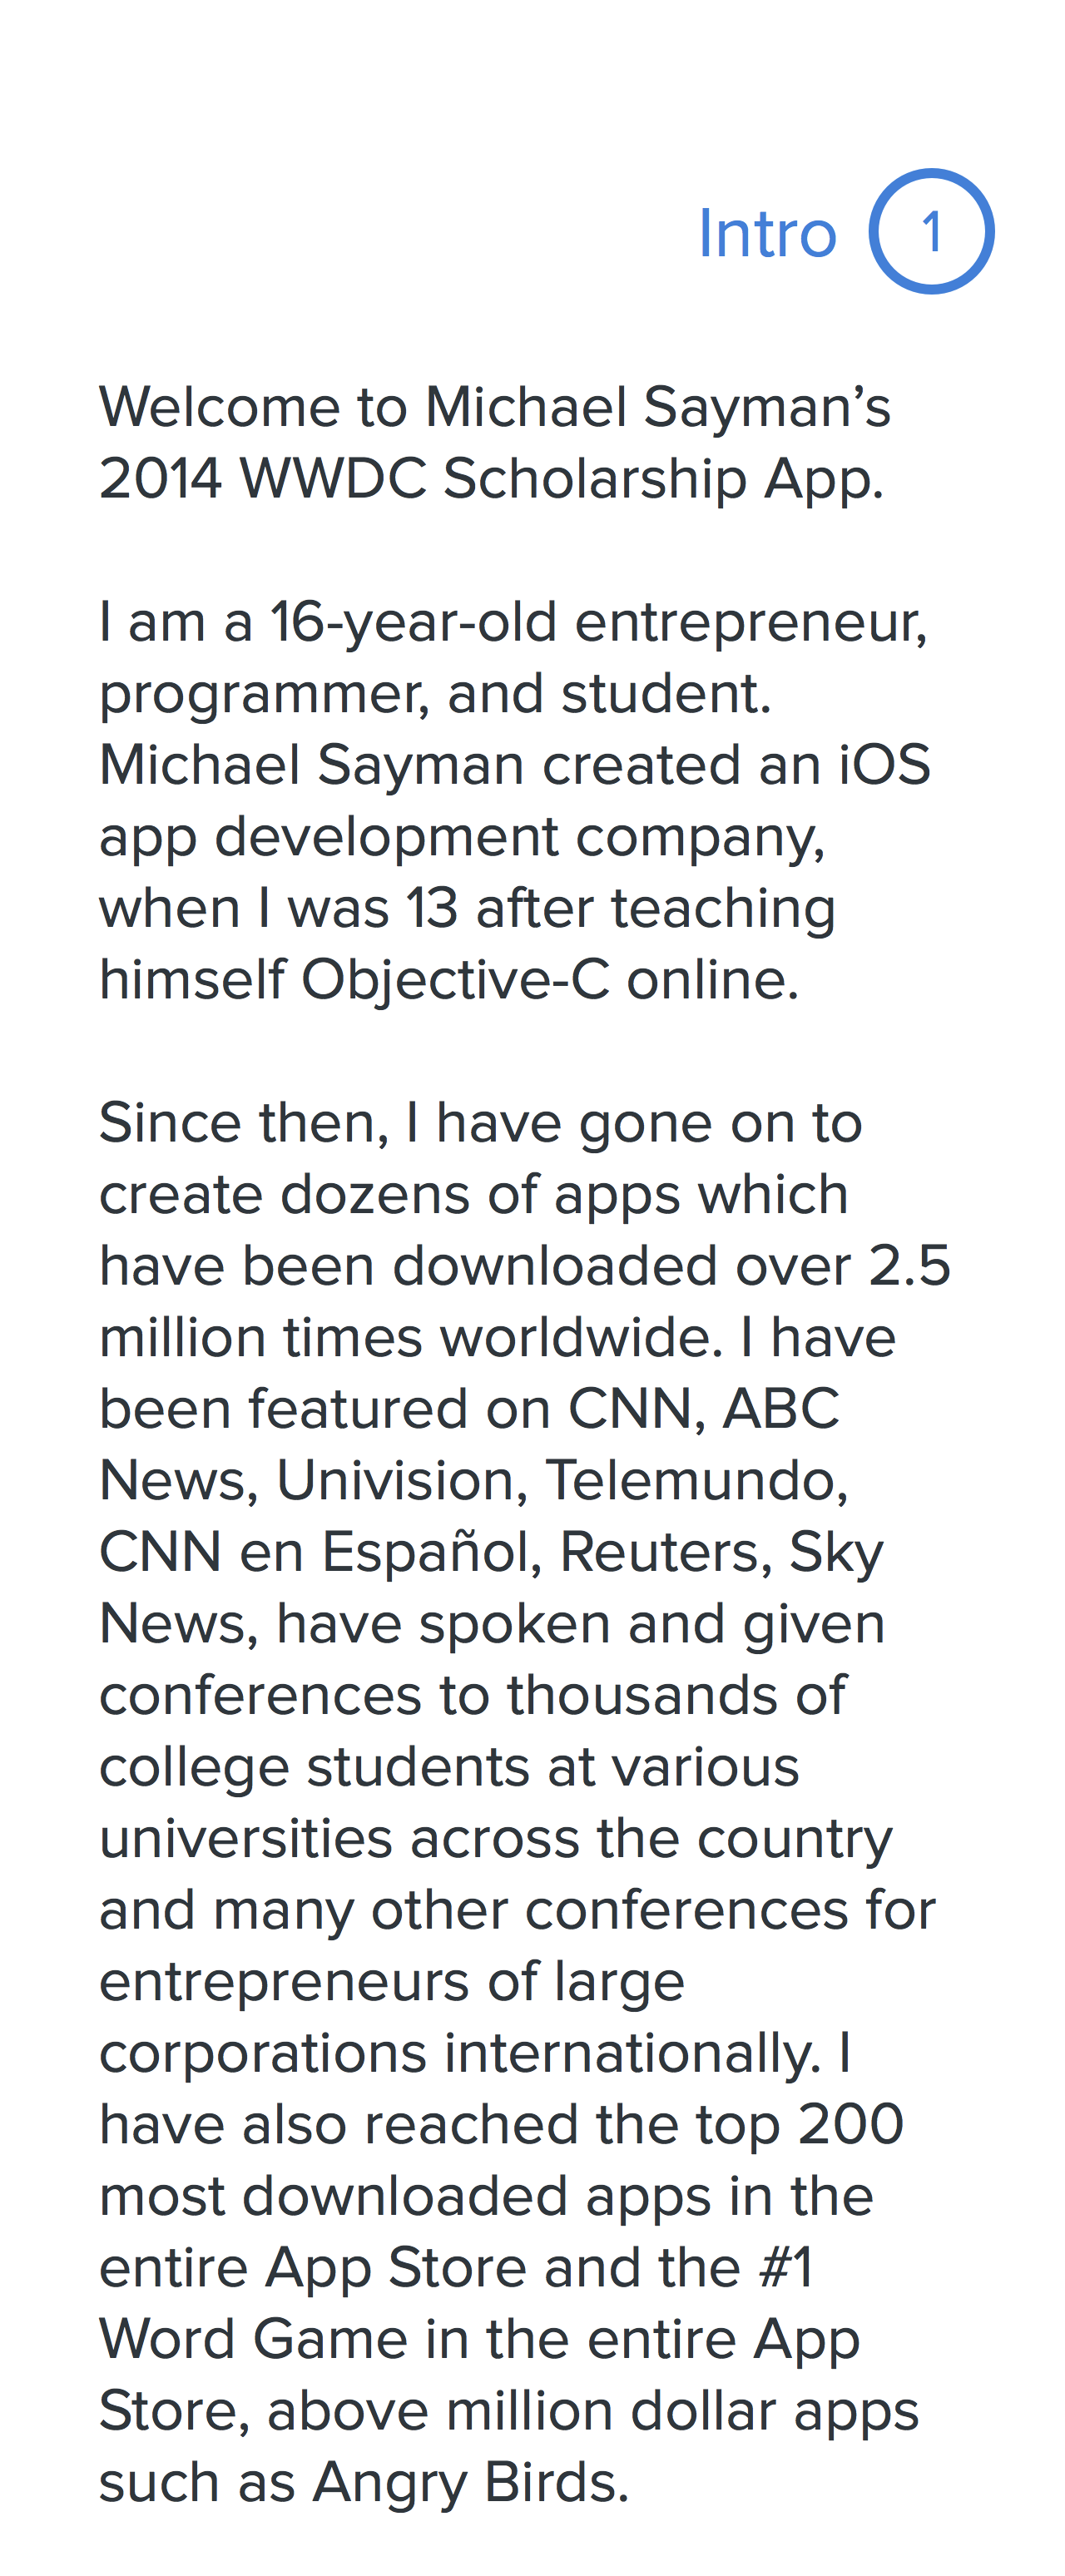 Intro 1
Welcome to Michael Sayman’s
2014 WWDC Scholarship App.
I am a 16-year-old entrepreneur,
programmer, and student.
Michael Sayman created an iOS
app development company,
when I was 13 after teaching
himself Objective-C online.
Since then, I have gone on to
create dozens of apps which
have been downloaded over 2.5
million times worldwide. I have
been featured on CNN, ABC
News, Univision, Telemundo,
CNN en Español, Reuters, Sky
News, have spoken and given
conferences to thousands of
college students at various
universities across the country
and many other conferences for
entrepreneurs of large
corporations internationally. I
have also reached the top 200
most downloaded apps in the
entire App Store and the #1
Word Game in the entire App
Store, above million dollar apps
such as Angry Birds.